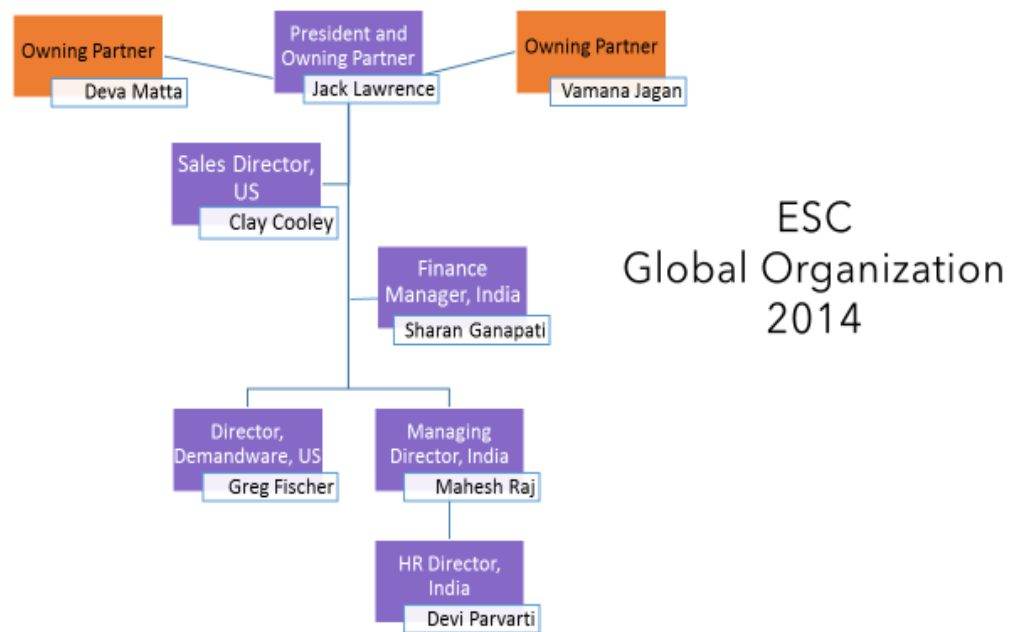 Owning Partner
Deva Matta
President and
Owning Partner
Jack Lawrence
Owning Partner
Vamana Jagan
Sales Director,
US
Clay Cooley
Finance
Manager, India
Sharan Ganapati
ESC
Global Organization
2014
Director,
Demandware, US
Greg Fischer
Managing
Director, India
Mahesh Raj
HR Director,
India
Devi Parvarti